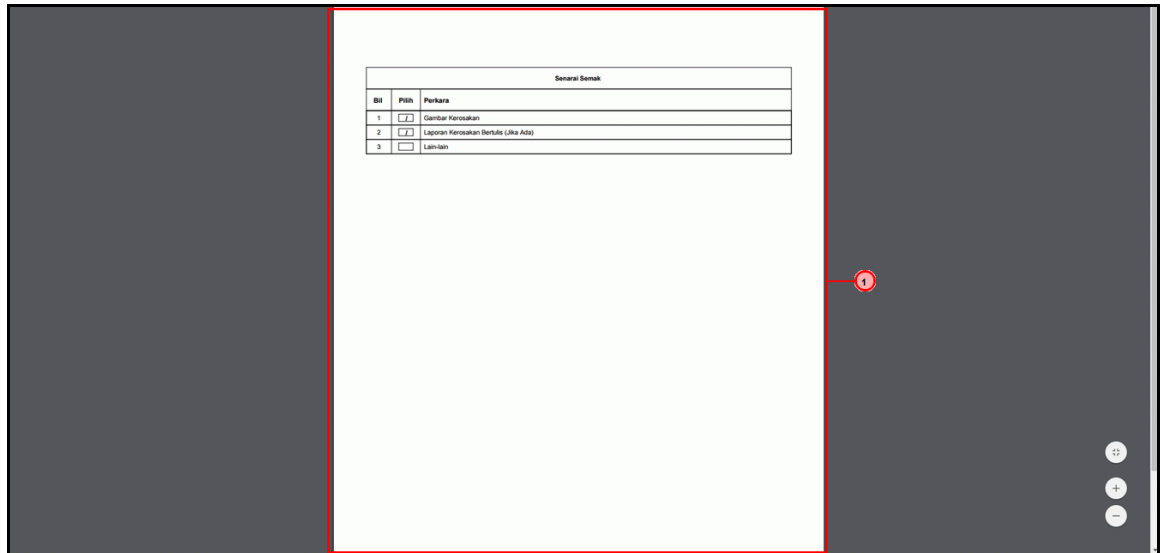 Senarai Semak
Bil Pilih Perkara
1 / Gambar Kerosakan
2 / Laporan Kerosakan Bertulis (Jika Ada)
3 Lain-lain
1